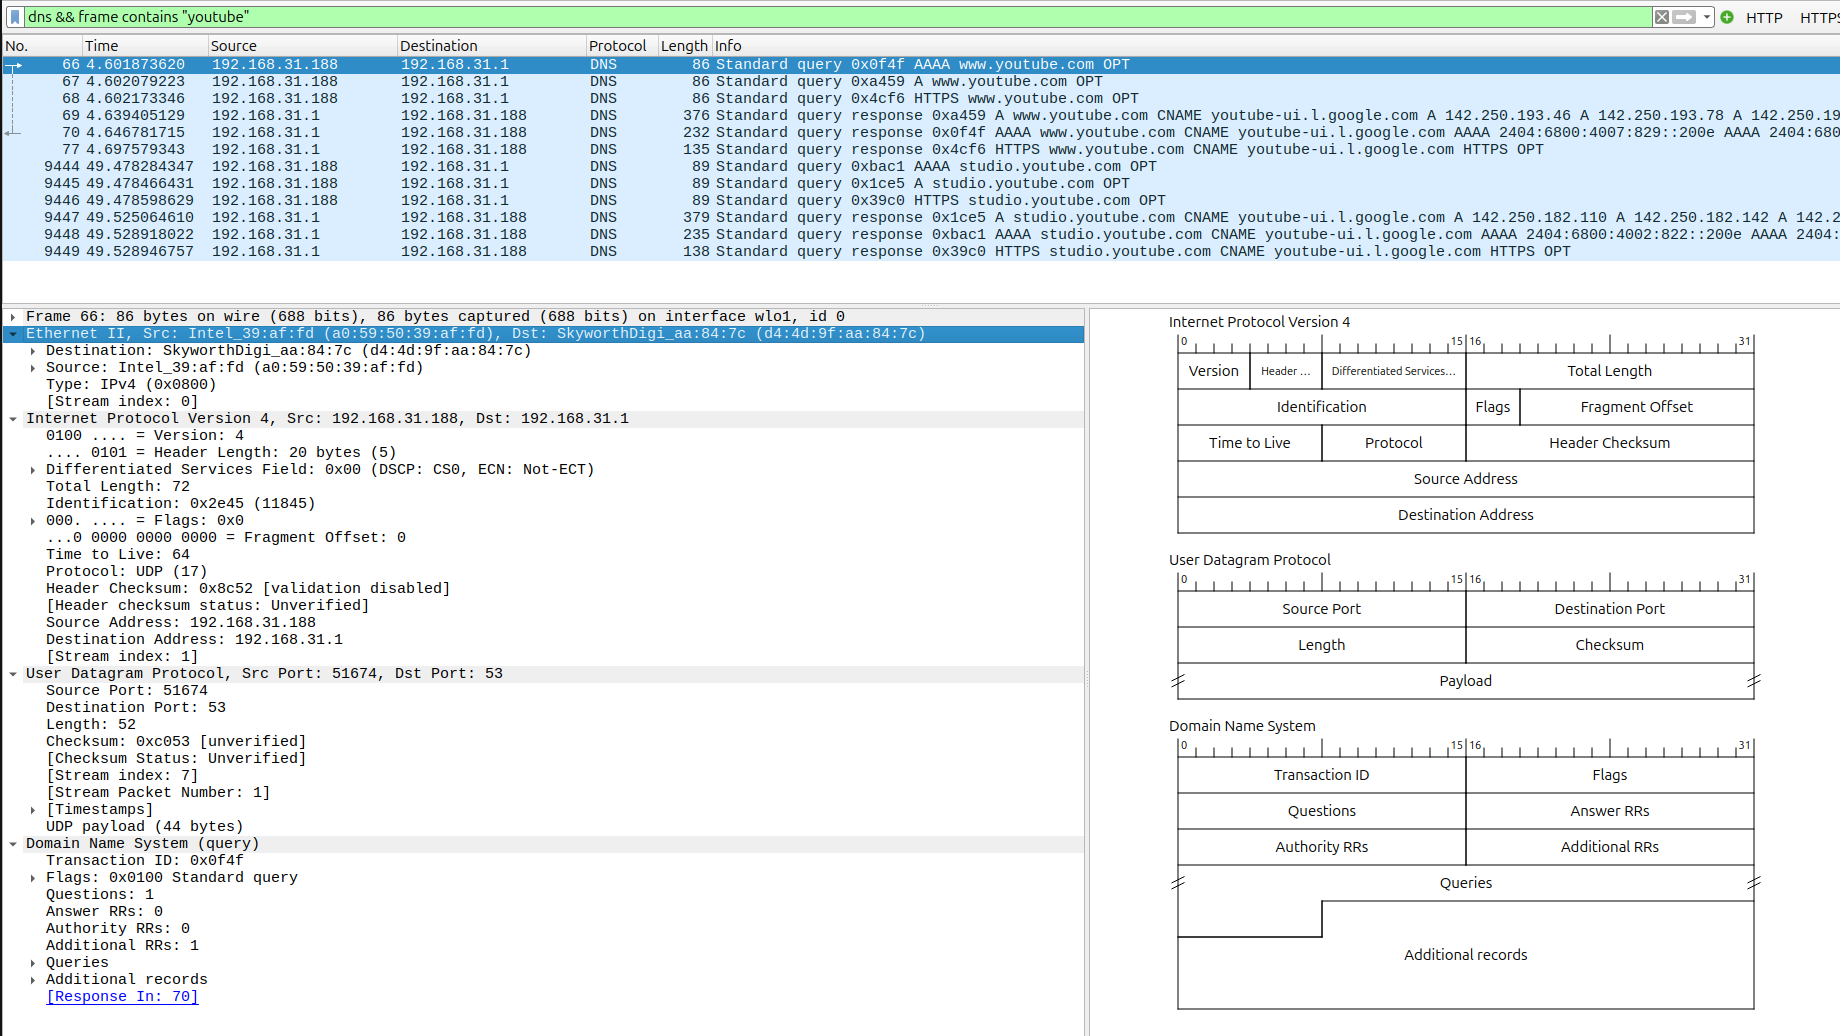 dns && frame contains "youtube"
HTTP HTTPS
No. Time Source Destination Protocol Length Info
66 4.601873620 192.168.31.188 192.168.31.1 DNS 86 Standard query 0x0f4f AAAA www.youtube.com OPT
67 4.602079223 192.168.31.188 192.168.31.1 DNS 86 Standard query 0xa459 A www.youtube.com OPT
68 4.602173346 192.168.31.188 192.168.31.1 DNS 86 Standard query 0x4cf6 HTTPS www.youtube.com OPT
69 4.639405129 192.168.31.1 192.168.31.188 DNS 376 Standard query response 0xa459 A www.youtube.com CNAME youtube-ui.l.google.com A 142.250.193.46 A 142.250.193.78 A 142.250.19
70 4.646781715 192.168.31.1 192.168.31.188 DNS 232 Standard query response 0x0f4f AAAA www.youtube.com CNAME youtube-ui.l.google.com AAAA 2404:6800:4007:829::200e AAAA 2404:680
77 4.697579343 192.168.31.1 192.168.31.188 DNS 135 Standard query response 0x4cf6 HTTPS www.youtube.com CNAME youtube-ui.l.google.com HTTPS OPT
9444 49.478284347 192.168.31.188 192.168.31.1 DNS 89 Standard query 0xbac1 AAAA studio.youtube.com OPT
9445 49.478466431 192.168.31.188 192.168.31.1 DNS 89 Standard query 0x1ce5 A studio.youtube.com OPT
9446 49.478598629 192.168.31.188 192.168.31.1 DNS 89 Standard query 0x39c0 HTTPS studio.youtube.com OPT
9447 49.525064610 192.168.31.1 192.168.31.188 DNS 379 Standard query response 0x1ce5 A studio.youtube.com CNAME youtube-ui.l.google.com A 142.250.182.110 A 142.250.182.142 A 142.2
9448 49.528918022 192.168.31.1 192.168.31.188 DNS 235 Standard query response 0xbac1 AAAA studio.youtube.com CNAME youtube-ui.l.google.com AAAA 2404:6800:4002:822::200e AAAA 2404:
9449 49.528946757 192.168.31.1 192.168.31.188 DNS 138 Standard query response 0x39c0 HTTPS studio.youtube.com CNAME youtube-ui.l.google.com HTTPS OPT
Frame 66: 86 bytes on wire (688 bits), 86 bytes captured (688 bits) on interface wlo1, id 0
Ethernet II, Src: Intel_39:af:fd (a0:59:50:39:af:fd), Dst: SkyworthDigi_aa:84:7c (d4:4d:9f:aa:84:7c)
Destination: SkyworthDigi_aa:84:7c (d4:4d:9f:aa:84:7c)
Source: Intel_39:af:fd (a0:59:50:39:af:fd)
Type: IPv4 (0x0800)
[Stream index: 0]
Internet Protocol Version 4, Src: 192.168.31.188, Dst: 192.168.31.1
0100 .... = Version: 4
.... 0101 = Header Length: 20 bytes (5)
Differentiated Services Field: 0x00 (DSCP: CS0, ECN: Not-ECT)
Total Length: 72
Identification: 0x2e45 (11845)
000. .... = Flags: 0x0
...0 0000 0000 0000 = Fragment Offset: 0
Time to Live: 64
Protocol: UDP (17)
Header Checksum: 0x8c52 [validation disabled]
[Header checksum status: Unverified]
Source Address: 192.168.31.188
Destination Address: 192.168.31.1
[Stream index: 1]
User Datagram Protocol, Src Port: 51674, Dst Port: 53
Source Port: 51674
Destination Port: 53
Length: 52
Checksum: 0xc053 [unverified]
[Checksum Status: Unverified]
[Stream index: 7]
[Stream Packet Number: 1]
[Timestamps]
UDP payload (44 bytes)
Domain Name System (query)
Transaction ID: 0x0f4f
Flags: 0x0100 Standard query
Questions: 1
Answer RRs: 0
Authority RRs: 0
Additional RRs: 1
Queries
Additional records
[Response In: 70]
Internet Protocol Version 4
0 15 16 31
Version Header ... Differentiated Services... Total Length
Identification Flags Fragment Offset
Time to Live Protocol Header Checksum
Source Address
Destination Address
User Datagram Protocol
0 15 16 31
Source Port Destination Port
Length Checksum
Payload
Domain Name System
0 15 16 31
Transaction ID Flags
Questions Answer RRs
Authority RRs Additional RRs
Queries
Additional records